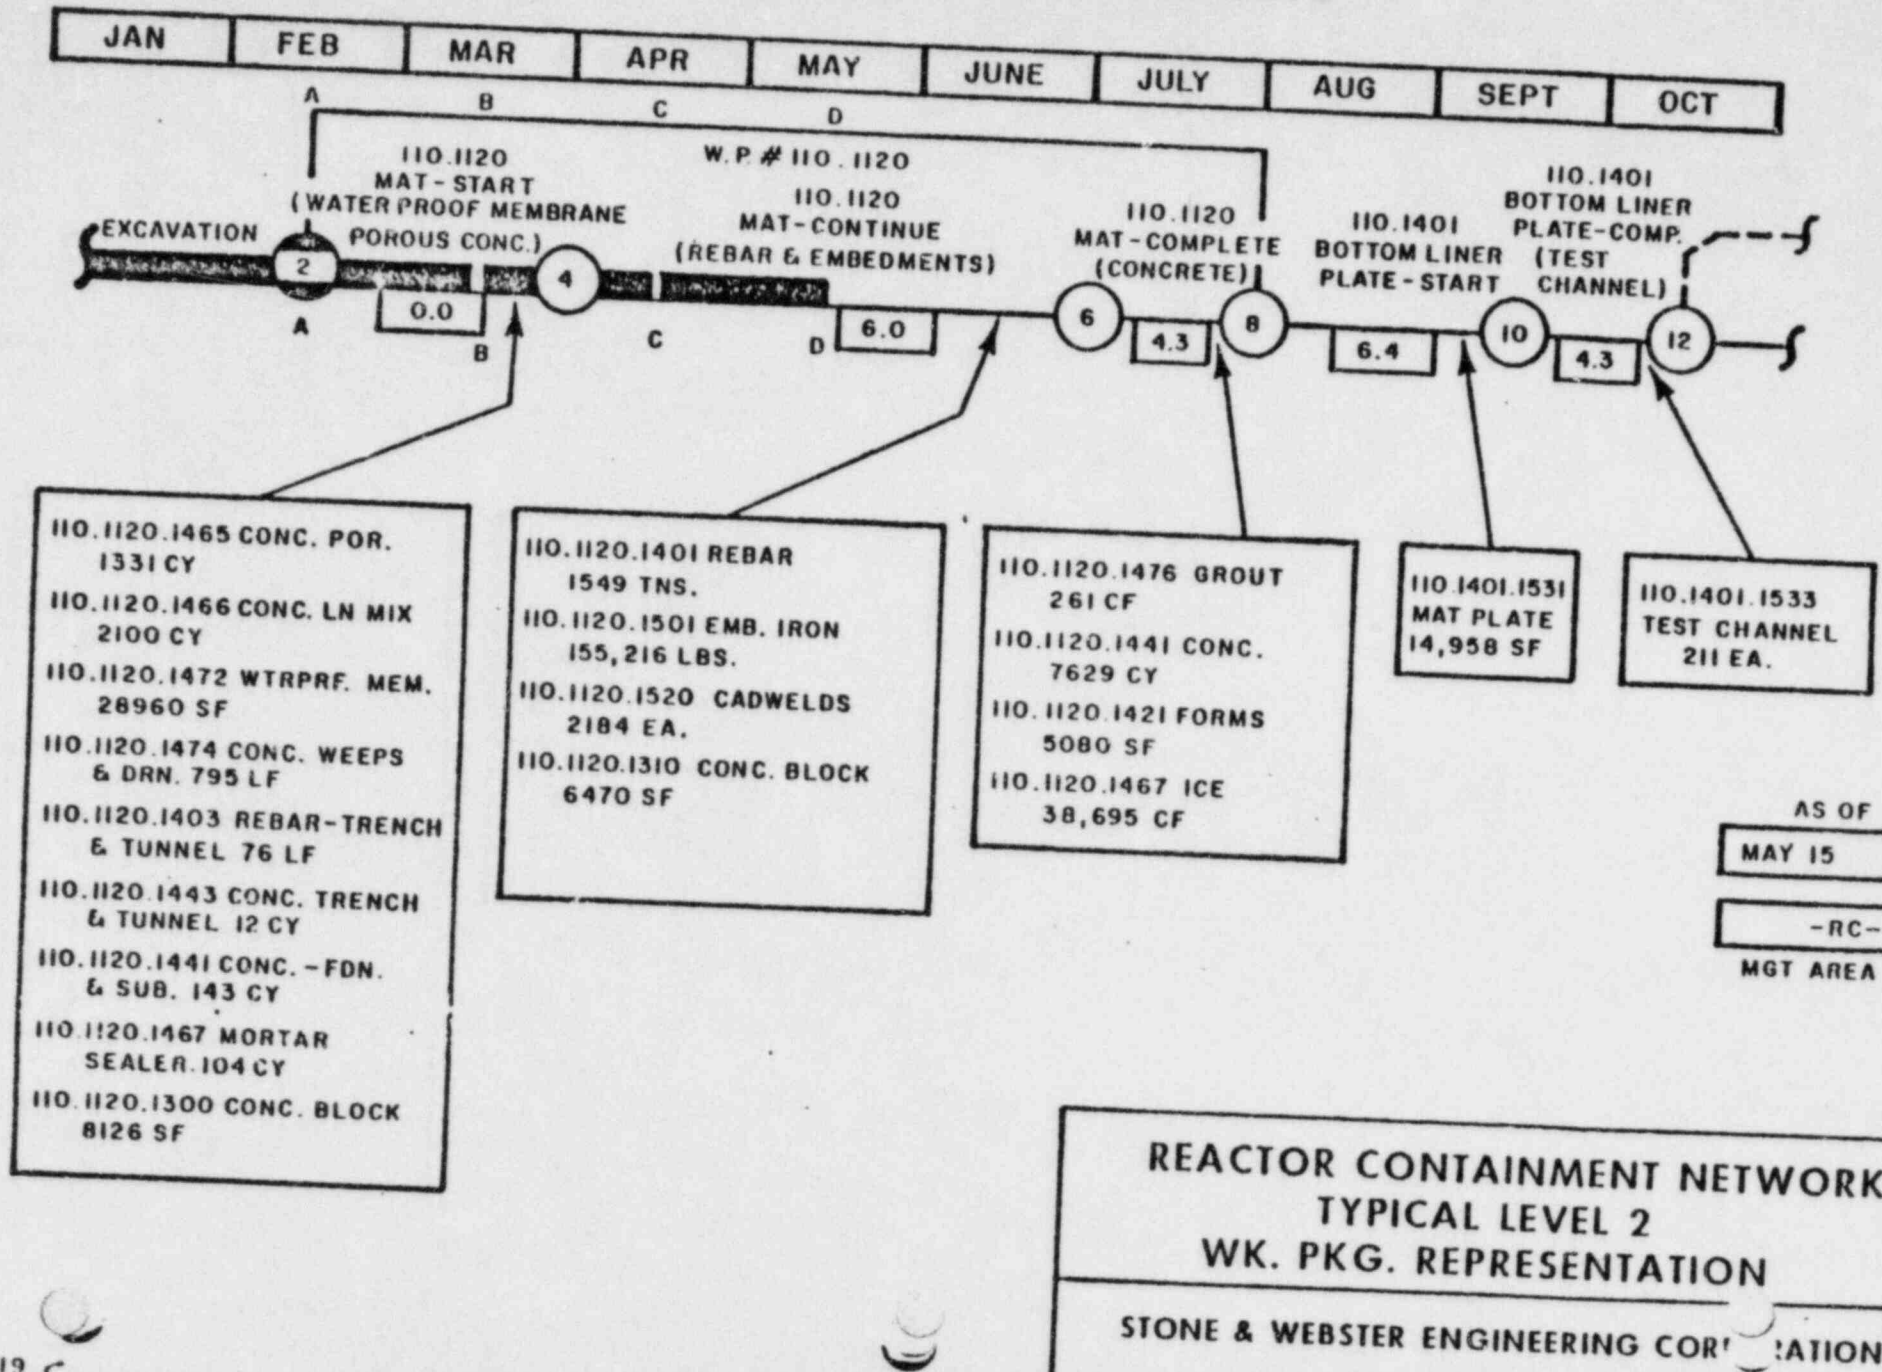 JAN FEB MAR APR MAY JUNE JULY AUG SEPT OCT
A B C D
W.P. # 110.1120
EXCAVATION
110.1120
MAT-START
(WATER PROOF MEMBRANE
POROUS CONC.)
110.1120
MAT-CONTINUE
(REBAR & EMBEDMENTS)
110.1120
MAT-COMPLETE
(CONCRETE)
110.1401
BOTTOM LINER
PLATE-START
110.1401
BOTTOM LINER
PLATE-COMP.
(TEST
CHANNEL)
2 4 6 8 10 12
0.0 6.0 4.3 6.4 4.3
A B C D
110.1120.1465 CONC. POR.
1331 CY
110.1120.1466 CONC. LN MIX
2100 CY
110.1120.1472 WTRPRF. MEM.
28960 SF
110.1120.1474 CONC. WEEPS
& DRN. 795 LF
110.1120.1403 REBAR-TRENCH
& TUNNEL 76 LF
110.1120.1443 CONC. TRENCH
& TUNNEL 12 CY
110.1120.1441 CONC.-FDN.
& SUB. 143 CY
110.1120.1467 MORTAR
SEALER. 104 CY
110.1120.1300 CONC. BLOCK
8126 SF
110.1120.1401 REBAR
1549 TNS.
110.1120.1501 EMB. IRON
155,216 LBS.
110.1120.1520 CADWELDS
2184 EA.
110.1120.1310 CONC. BLOCK
6470 SF
110.1120.1476 GROUT
261 CF
110.1120.1441 CONC.
7629 CY
110.1120.1421 FORMS
5080 SF
110.1120.1467 ICE
38,695 CF
110.1401.1531
MAT PLATE
14,958 SF
110.1401.1533
TEST CHANNEL
211 EA.
AS OF
MAY 15
-RC-
MGT AREA
REACTOR CONTAINMENT NETWORK
TYPICAL LEVEL 2
WK. PKG. REPRESENTATION
STONE & WEBSTER ENGINEERING